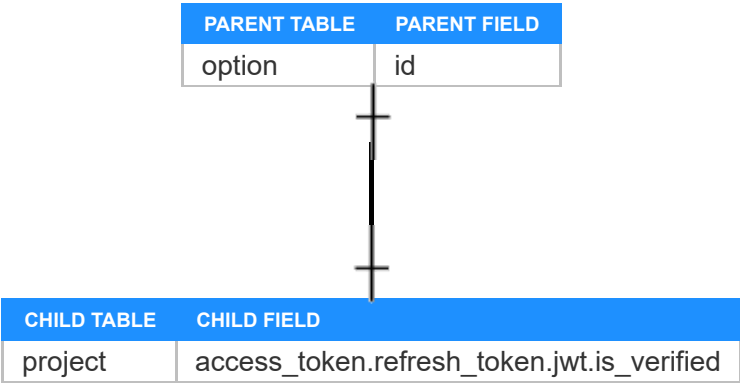 PARENT TABLE PARENT FIELD
option id
CHILD TABLE CHILD FIELD
project access_token.refresh_token.jwt.is_verified